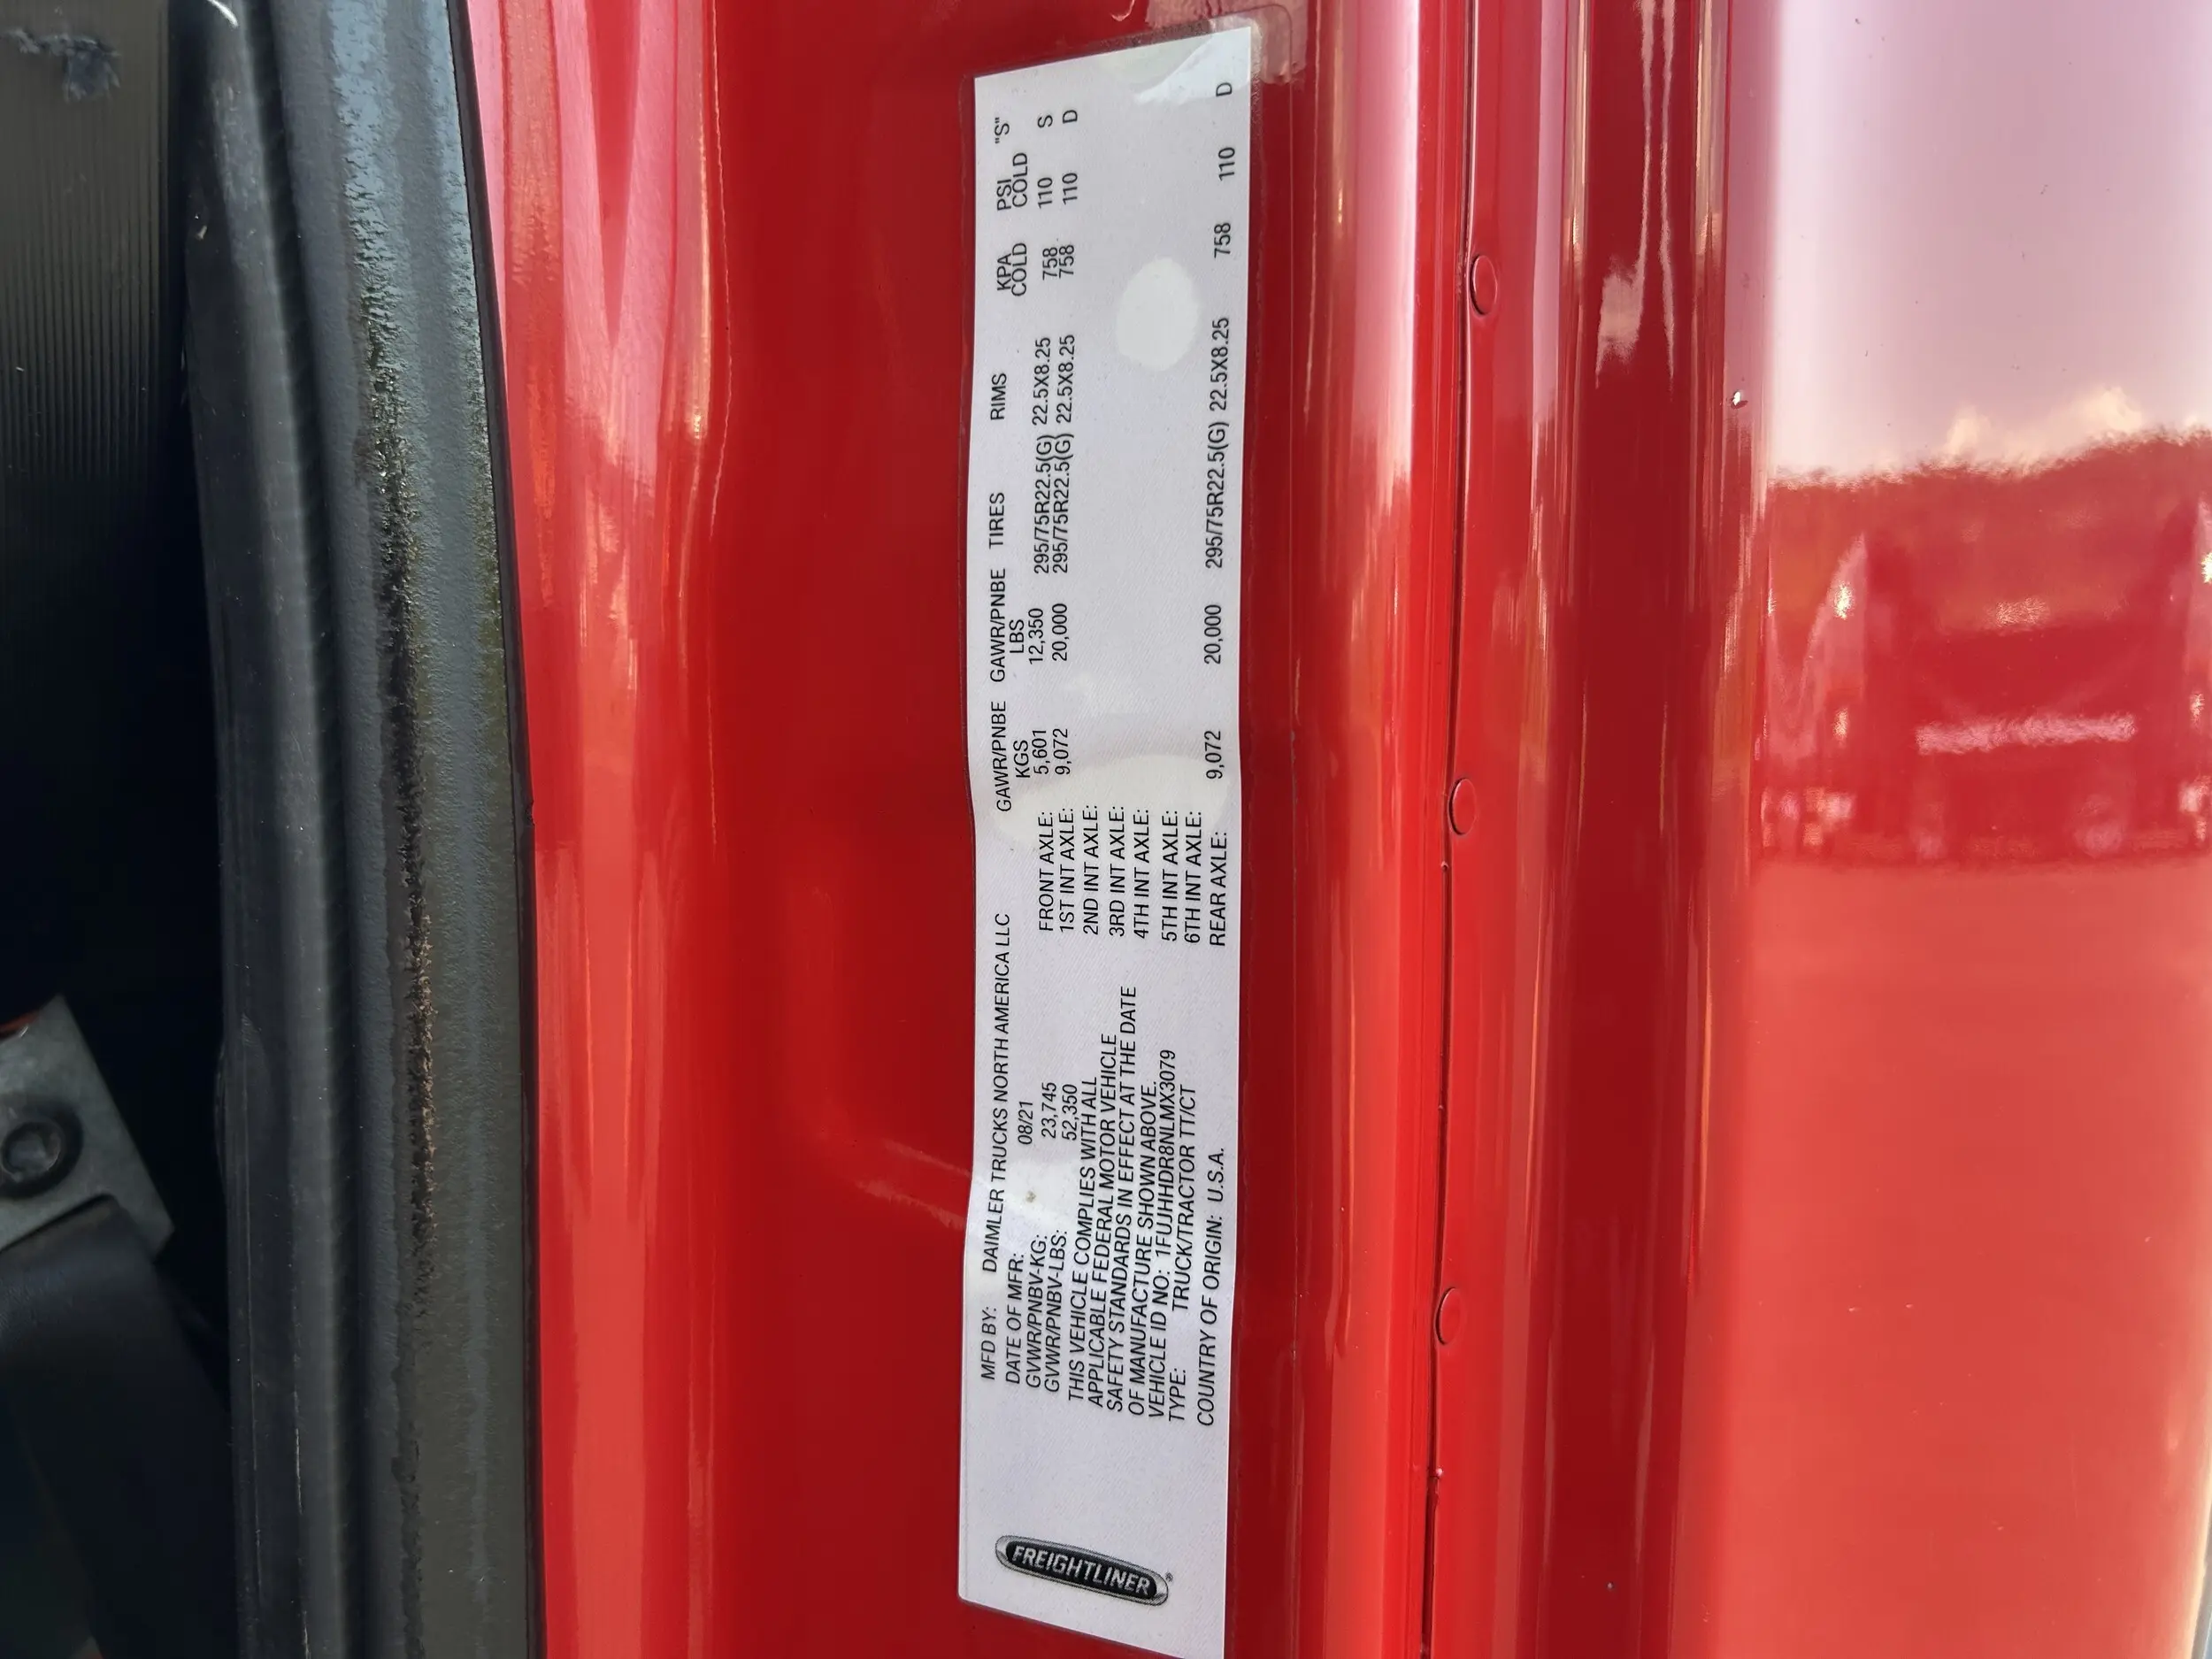 FREIGHTLINER®
MFD BY: DAIMLER TRUCKS NORTH AMERICA LLC
DATE OF MFR: 08/21
GVWR/PNBV-KG: 23,745
GVWR/PNBV-LBS: 52,350
THIS VEHICLE COMPLIES WITH ALL
APPLICABLE FEDERAL MOTOR VEHICLE
SAFETY STANDARDS IN EFFECT AT THE DATE
OF MANUFACTURE SHOWN ABOVE.
VEHICLE ID NO: 1FUJHHDR8NLMX3079
TYPE: TRUCK/TRACTOR TT/CT
COUNTRY OF ORIGIN: U.S.A.
GAWR/PNBE GAWR/PNBE TIRES RIMS KPA PSI "S"
KGS LBS COLD COLD
FRONT AXLE: 5,601 12,350 295/75R22.5(G) 22.5X8.25 758 110 S
1ST INT AXLE: 9,072 20,000 295/75R22.5(G) 22.5X8.25 758 110 D
2ND INT AXLE:
3RD INT AXLE:
4TH INT AXLE:
5TH INT AXLE:
6TH INT AXLE:
REAR AXLE: 9,072 20,000 295/75R22.5(G) 22.5X8.25 758 110 D